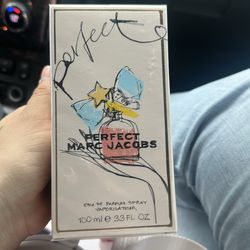 perfect
PERFECT
MARC JACOBS
EAU DE PARFUM SPRAY
VAPORISATEUR
100 ml e 3.3 FL OZ